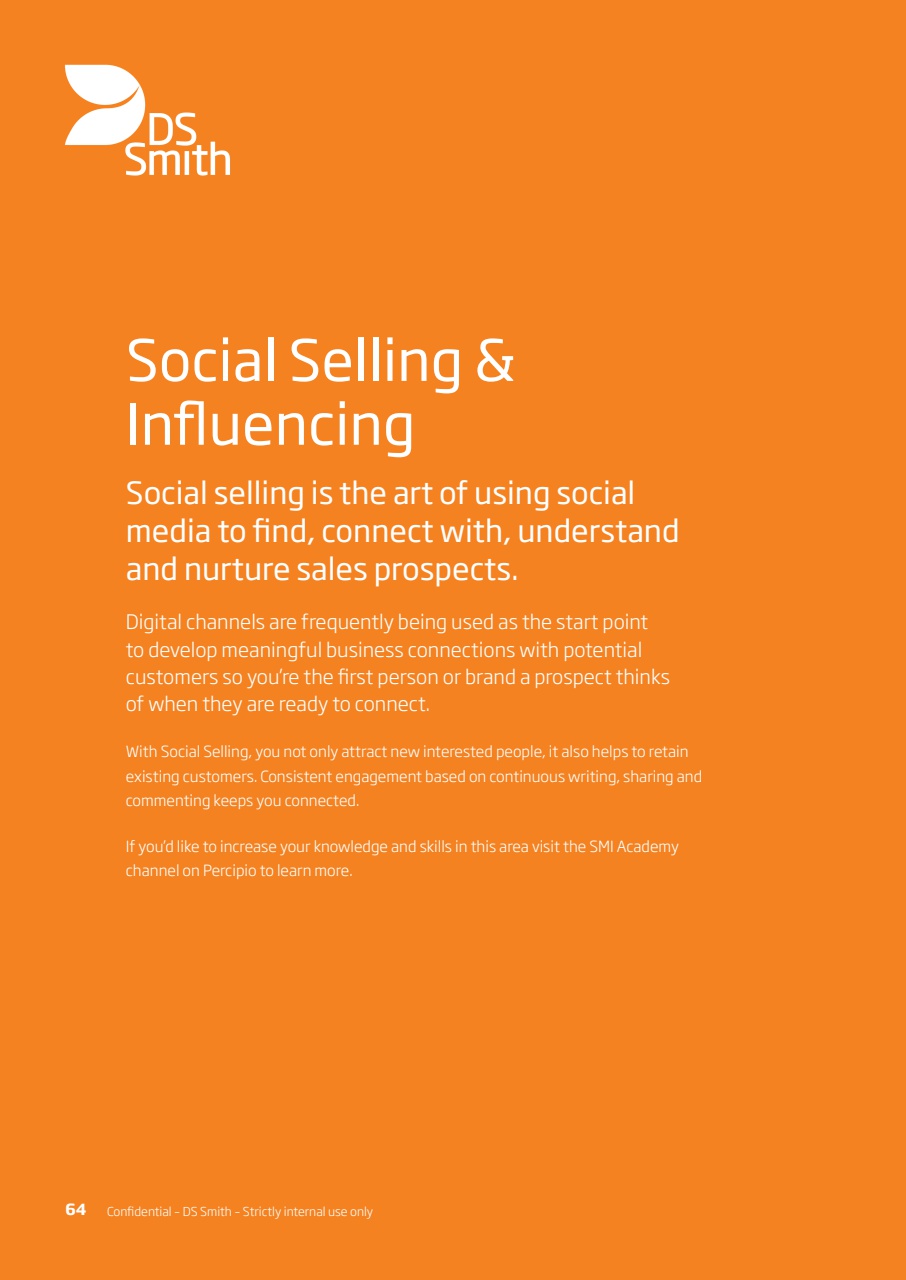 DS
Smith
Social Selling &
Influencing
Social selling is the art of using social
media to find, connect with, understand
and nurture sales prospects.
Digital channels are frequently being used as the start point
to develop meaningful business connections with potential
customers so you're the first person or brand a prospect thinks
of when they are ready to connect.
With Social Selling, you not only attract new interested people, it also helps to retain
existing customers. Consistent engagement based on continuous writing, sharing and
commenting keeps you connected.
If you'd like to increase your knowledge and skills in this area visit the SMI Academy
channel on Percipio to learn more.
64 Confidential – DS Smith – Strictly internal use only